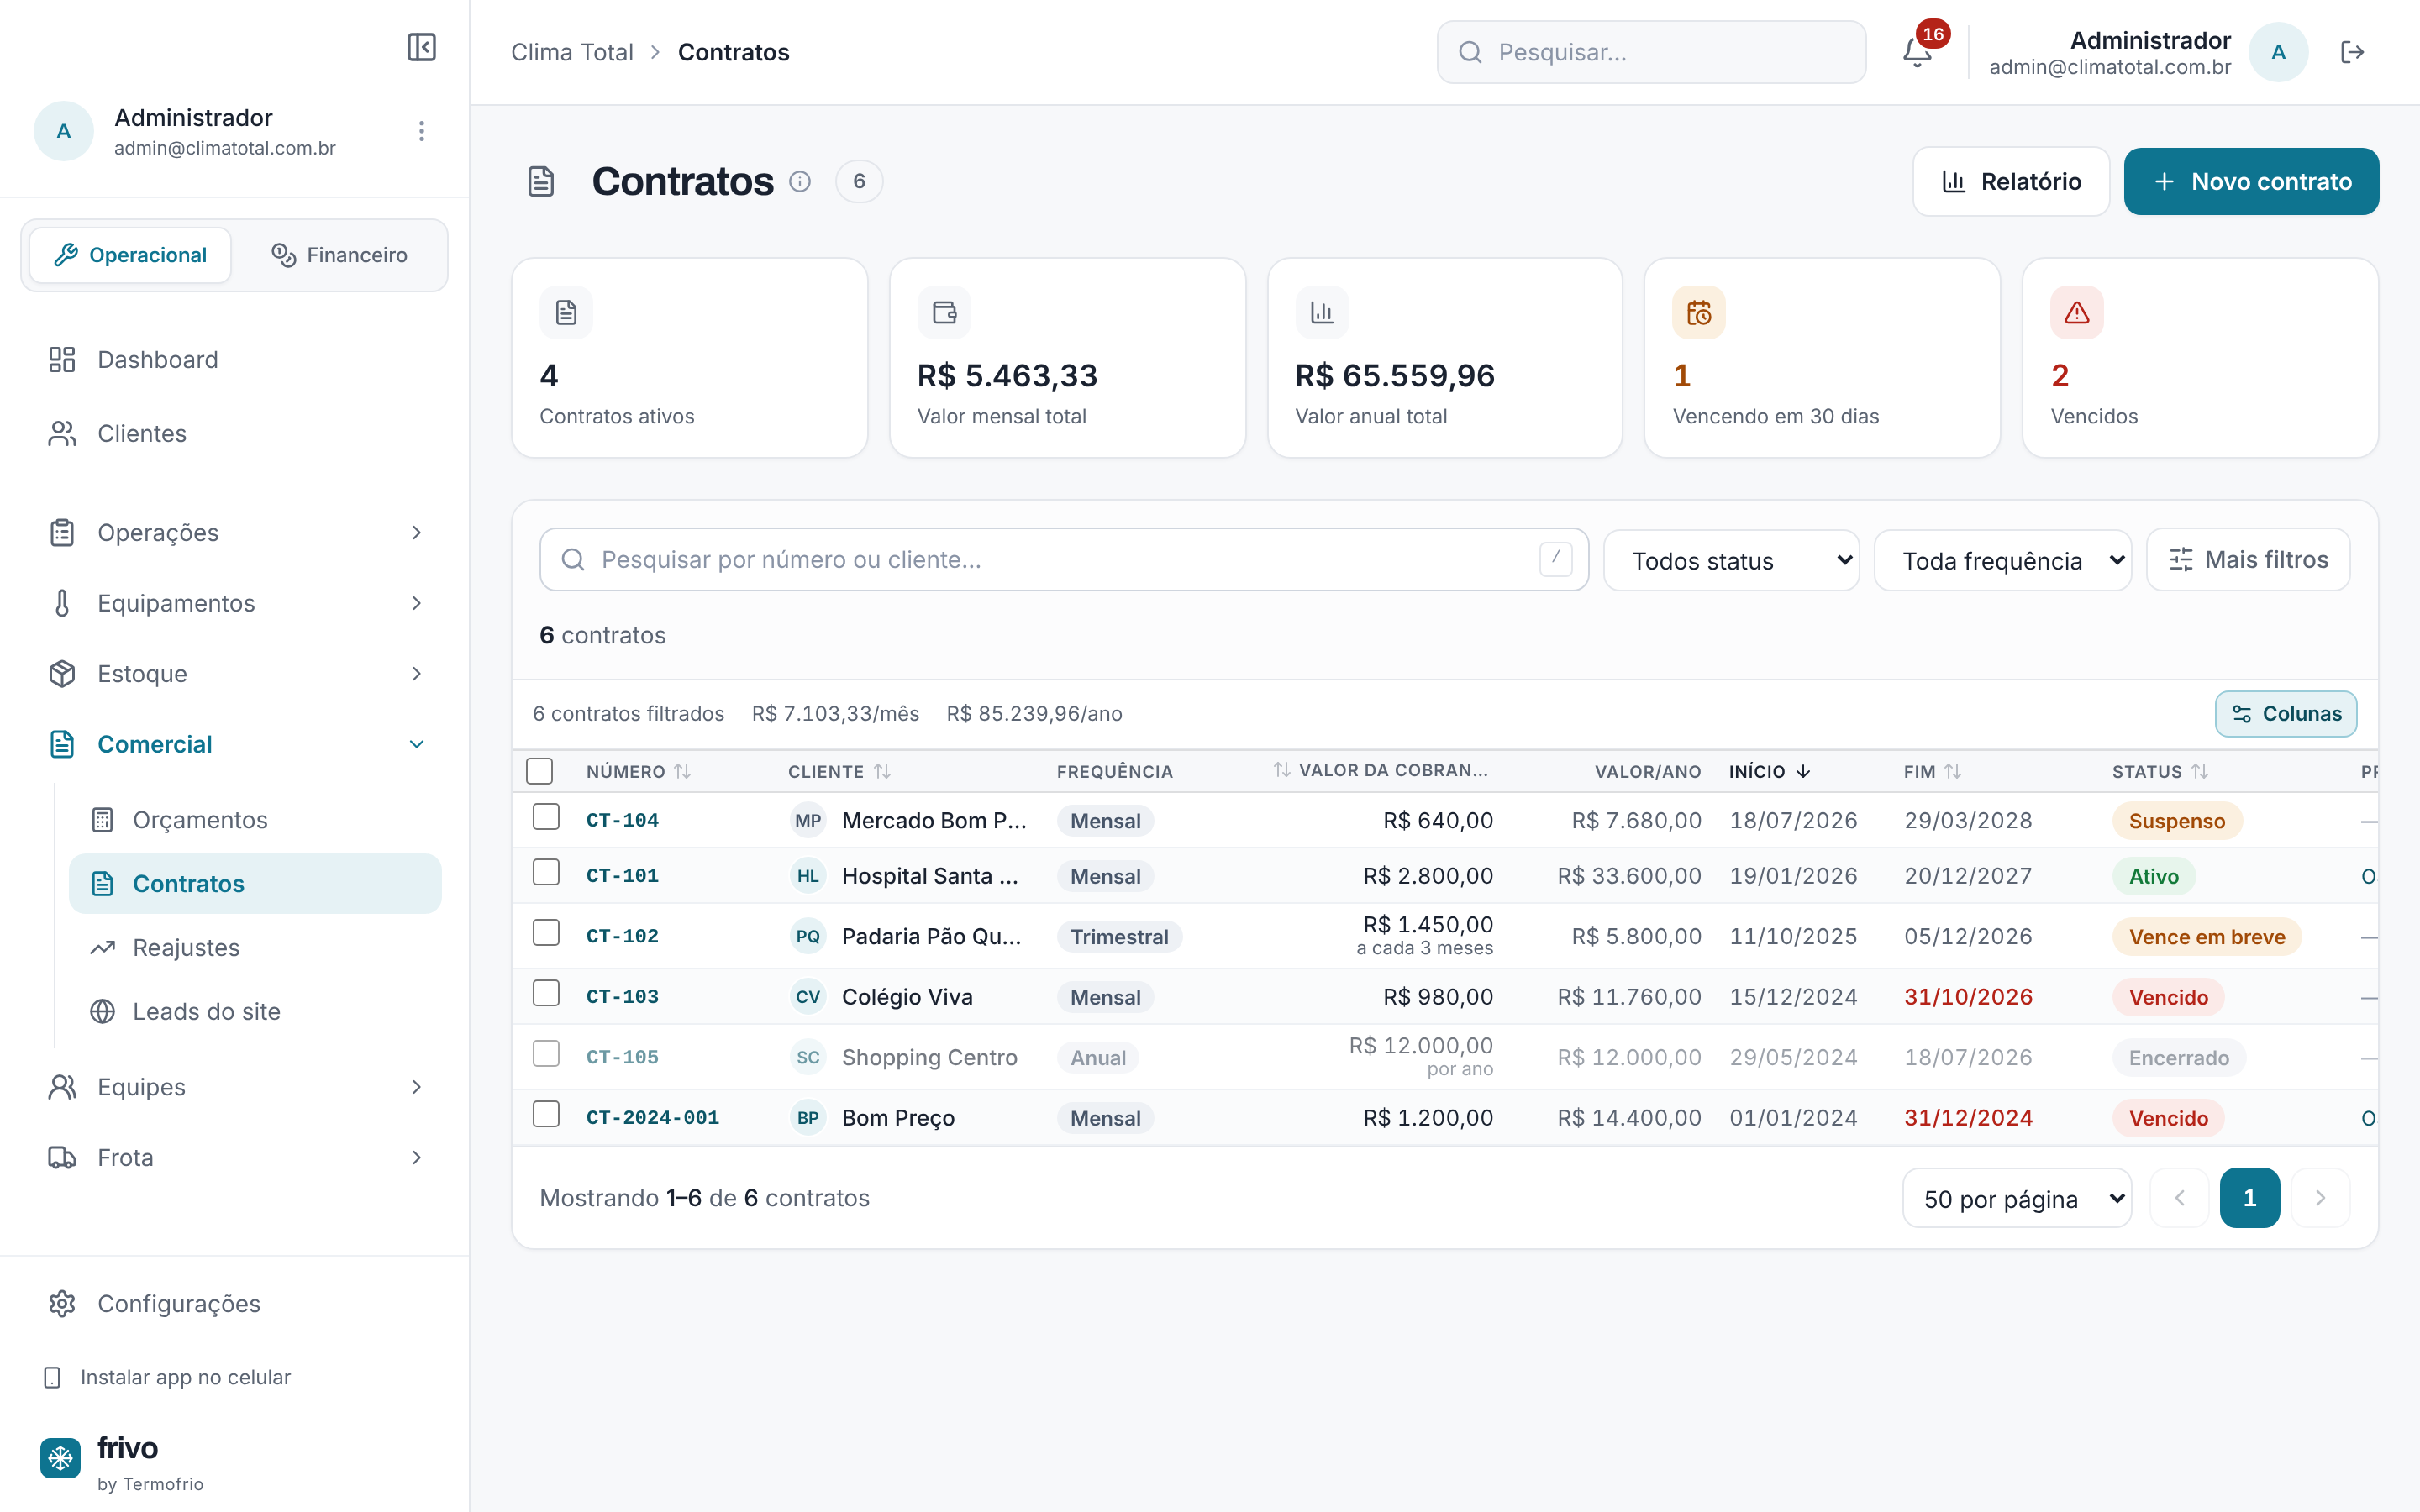 Clima Total > Contratos
Pesquisar...
16
Administrador
admin@climatotal.com.br
A
A
Administrador
admin@climatotal.com.br
Operacional
Financeiro
Dashboard
Clientes
Operações
Equipamentos
Estoque
Comercial
Orçamentos
Contratos
Reajustes
Leads do site
Equipes
Frota
Configurações
Instalar app no celular
frivo
by Termofrio
Contratos 6
Relatório
+ Novo contrato
4
Contratos ativos
R$ 5.463,33
Valor mensal total
R$ 65.559,96
Valor anual total
1
Vencendo em 30 dias
2
Vencidos
Pesquisar por número ou cliente... /
Todos status
Toda frequência
Mais filtros
6 contratos
6 contratos filtrados R$ 7.103,33/mês R$ 85.239,96/ano
Colunas
NÚMERO CLIENTE FREQUÊNCIA VALOR DA COBRAN... VALOR/ANO INÍCIO FIM STATUS
CT-104 MP Mercado Bom P... Mensal R$ 640,00 R$ 7.680,00 18/07/2026 29/03/2028 Suspenso —
CT-101 HL Hospital Santa ... Mensal R$ 2.800,00 R$ 33.600,00 19/01/2026 20/12/2027 Ativo
CT-102 PQ Padaria Pão Qu... Trimestral R$ 1.450,00 R$ 5.800,00 11/10/2025 05/12/2026 Vence em breve —
a cada 3 meses
CT-103 CV Colégio Viva Mensal R$ 980,00 R$ 11.760,00 15/12/2024 31/10/2026 Vencido —
CT-105 SC Shopping Centro Anual R$ 12.000,00 R$ 12.000,00 29/05/2024 18/07/2026 Encerrado —
por ano
CT-2024-001 BP Bom Preço Mensal R$ 1.200,00 R$ 14.400,00 01/01/2024 31/12/2024 Vencido
Mostrando 1–6 de 6 contratos
50 por página
1